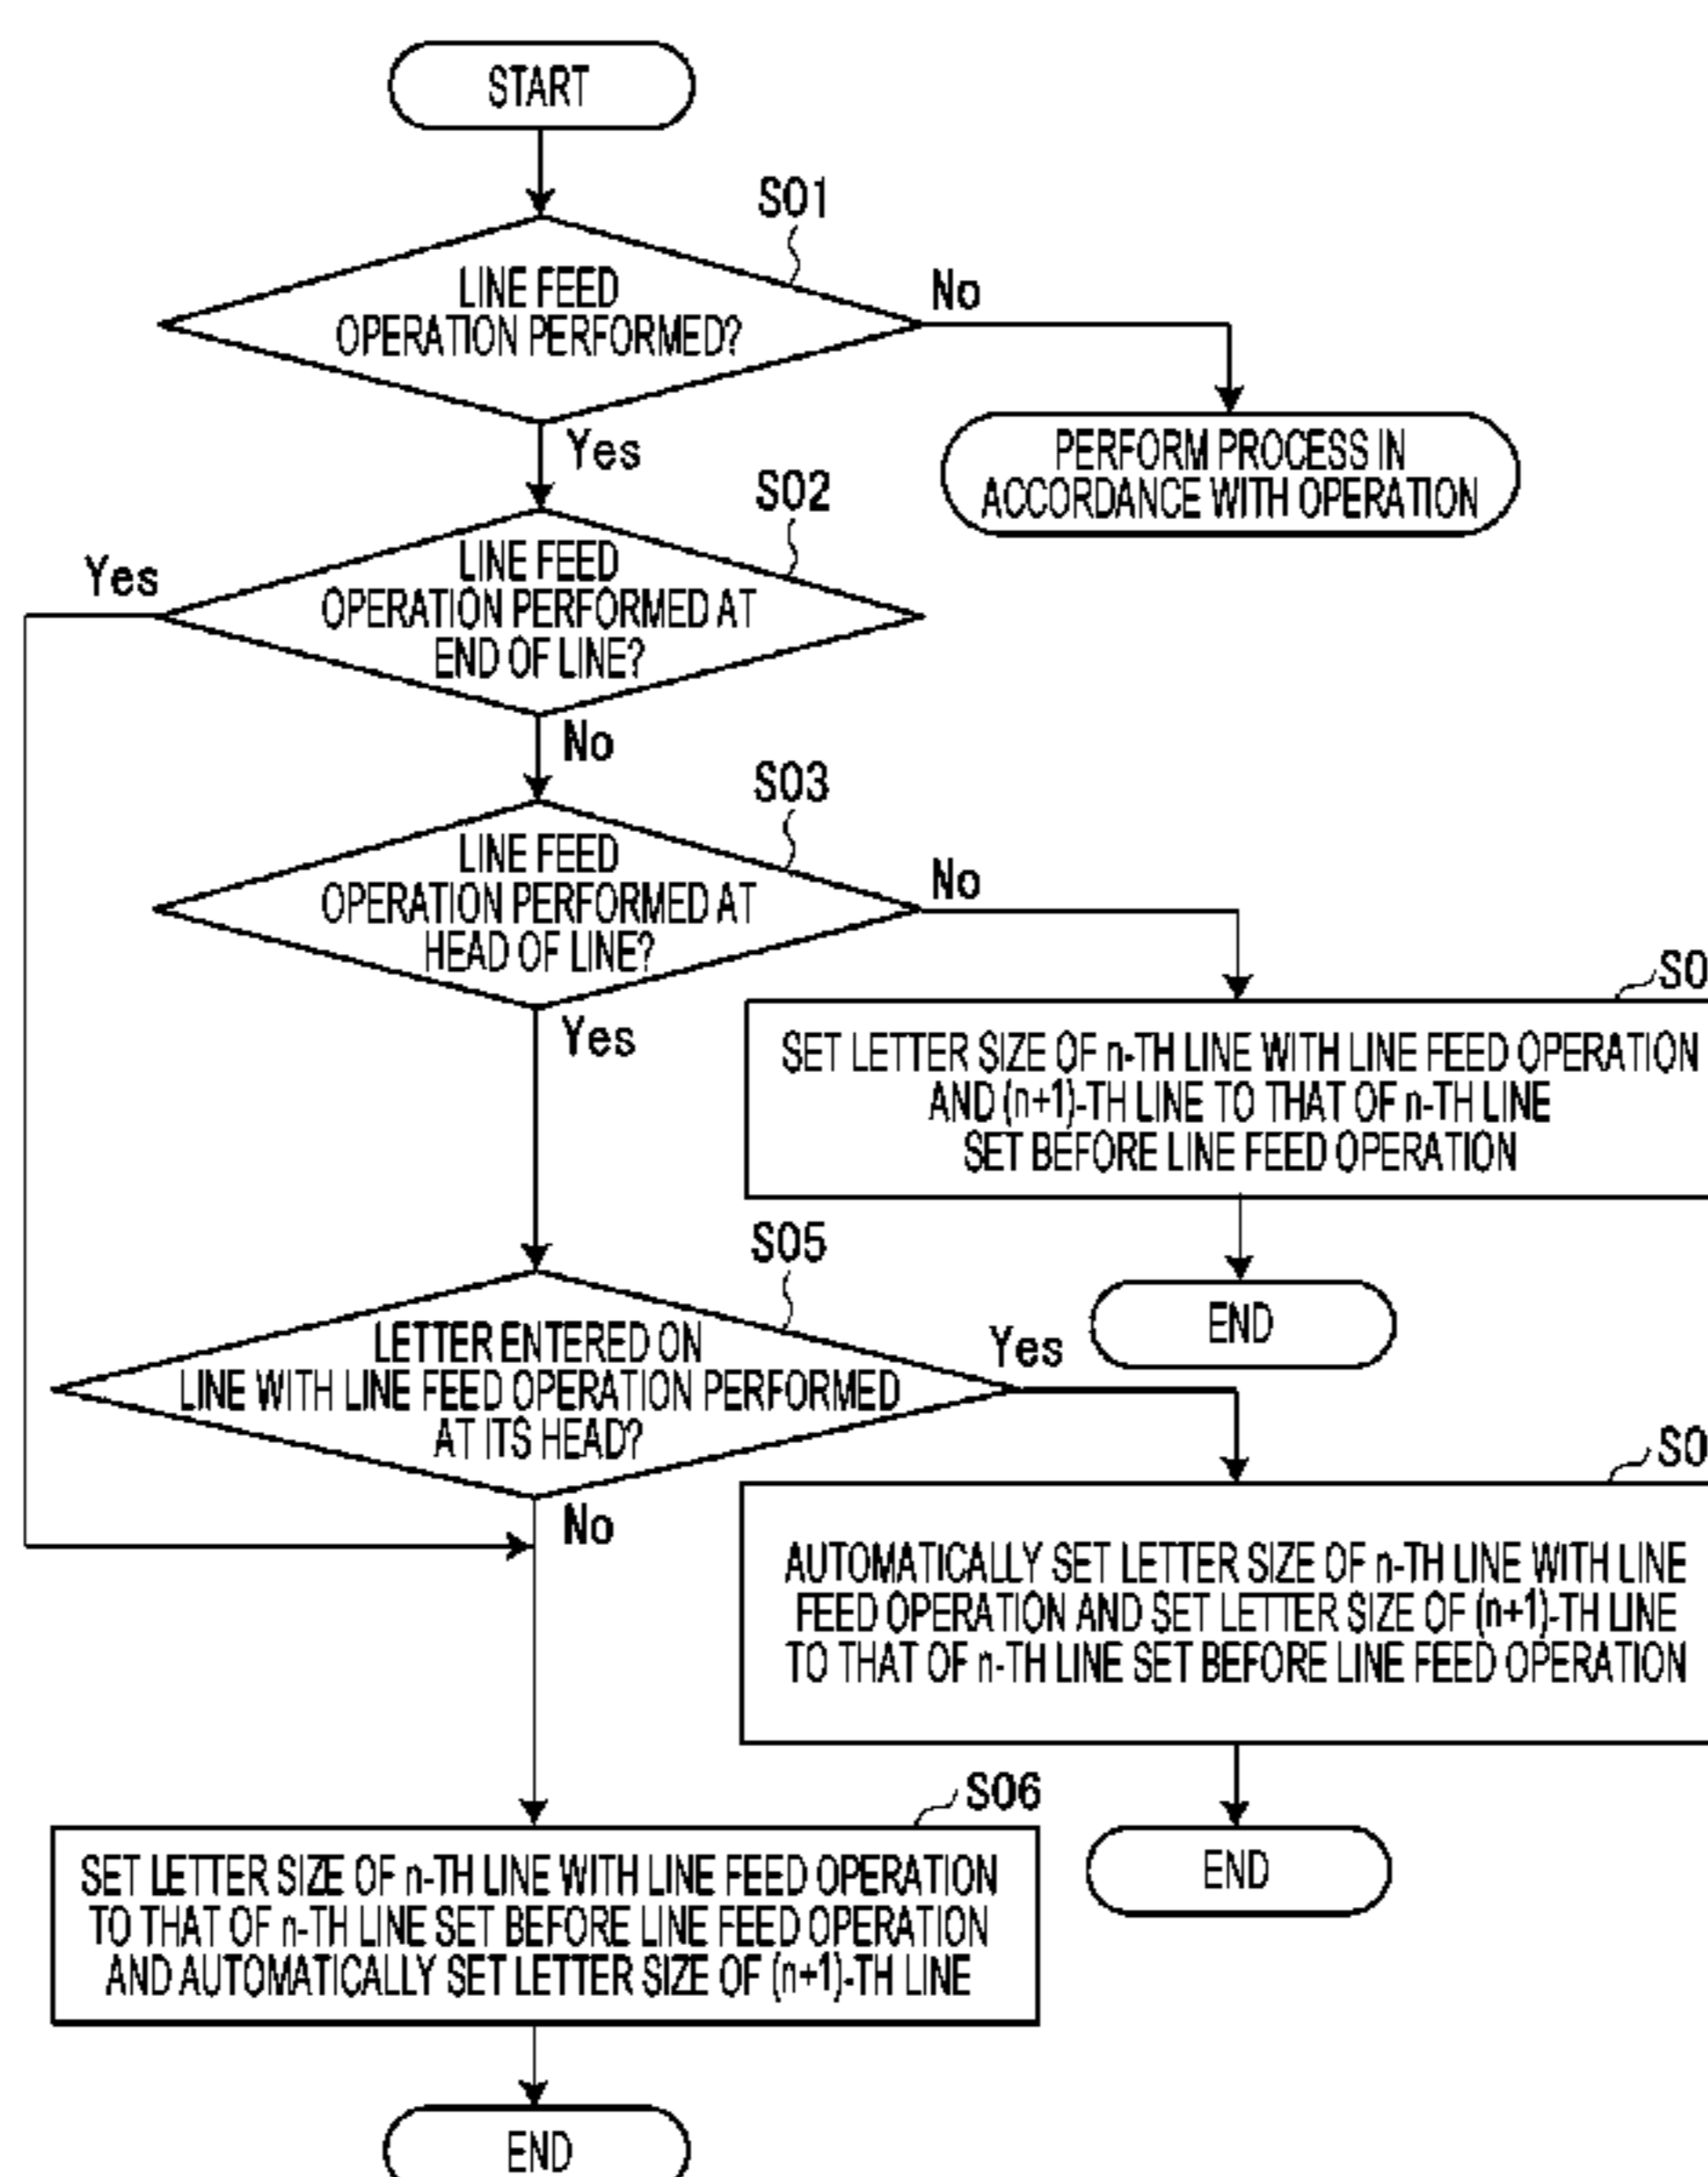 START
S01
LINE FEED
OPERATION PERFORMED?
No
Yes
PERFORM PROCESS IN
ACCORDANCE WITH OPERATION
S02
LINE FEED
OPERATION PERFORMED AT
END OF LINE?
Yes
No
S03
LINE FEED
OPERATION PERFORMED AT
HEAD OF LINE?
No
Yes
S0
SET LETTER SIZE OF n-TH LINE WITH LINE FEED OPERATION
AND (n+1)-TH LINE TO THAT OF n-TH LINE
SET BEFORE LINE FEED OPERATION
END
S05
LETTER ENTERED ON
LINE WITH LINE FEED OPERATION PERFORMED
AT ITS HEAD?
Yes
No
S0
AUTOMATICALLY SET LETTER SIZE OF n-TH LINE WITH LINE
FEED OPERATION AND SET LETTER SIZE OF (n+1)-TH LINE
TO THAT OF n-TH LINE SET BEFORE LINE FEED OPERATION
END
S06
SET LETTER SIZE OF n-TH LINE WITH LINE FEED OPERATION
TO THAT OF n-TH LINE SET BEFORE LINE FEED OPERATION
AND AUTOMATICALLY SET LETTER SIZE OF (n+1)-TH LINE
END